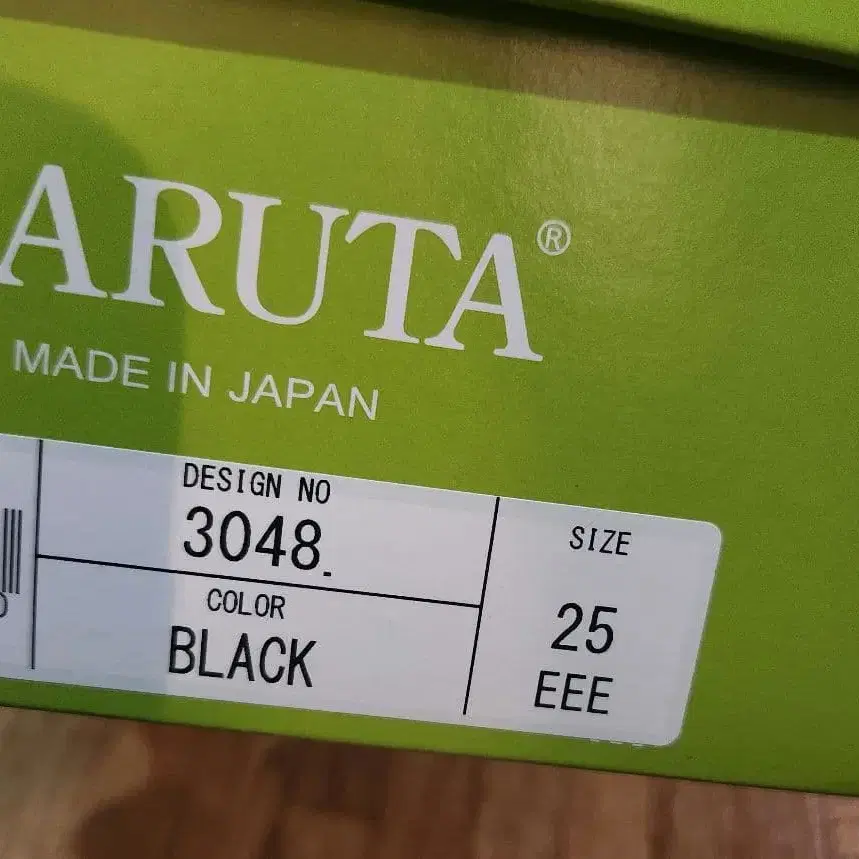 ARUTA®
MADE IN JAPAN
DESIGN NO
3048.
COLOR
BLACK
SIZE
25
EEE